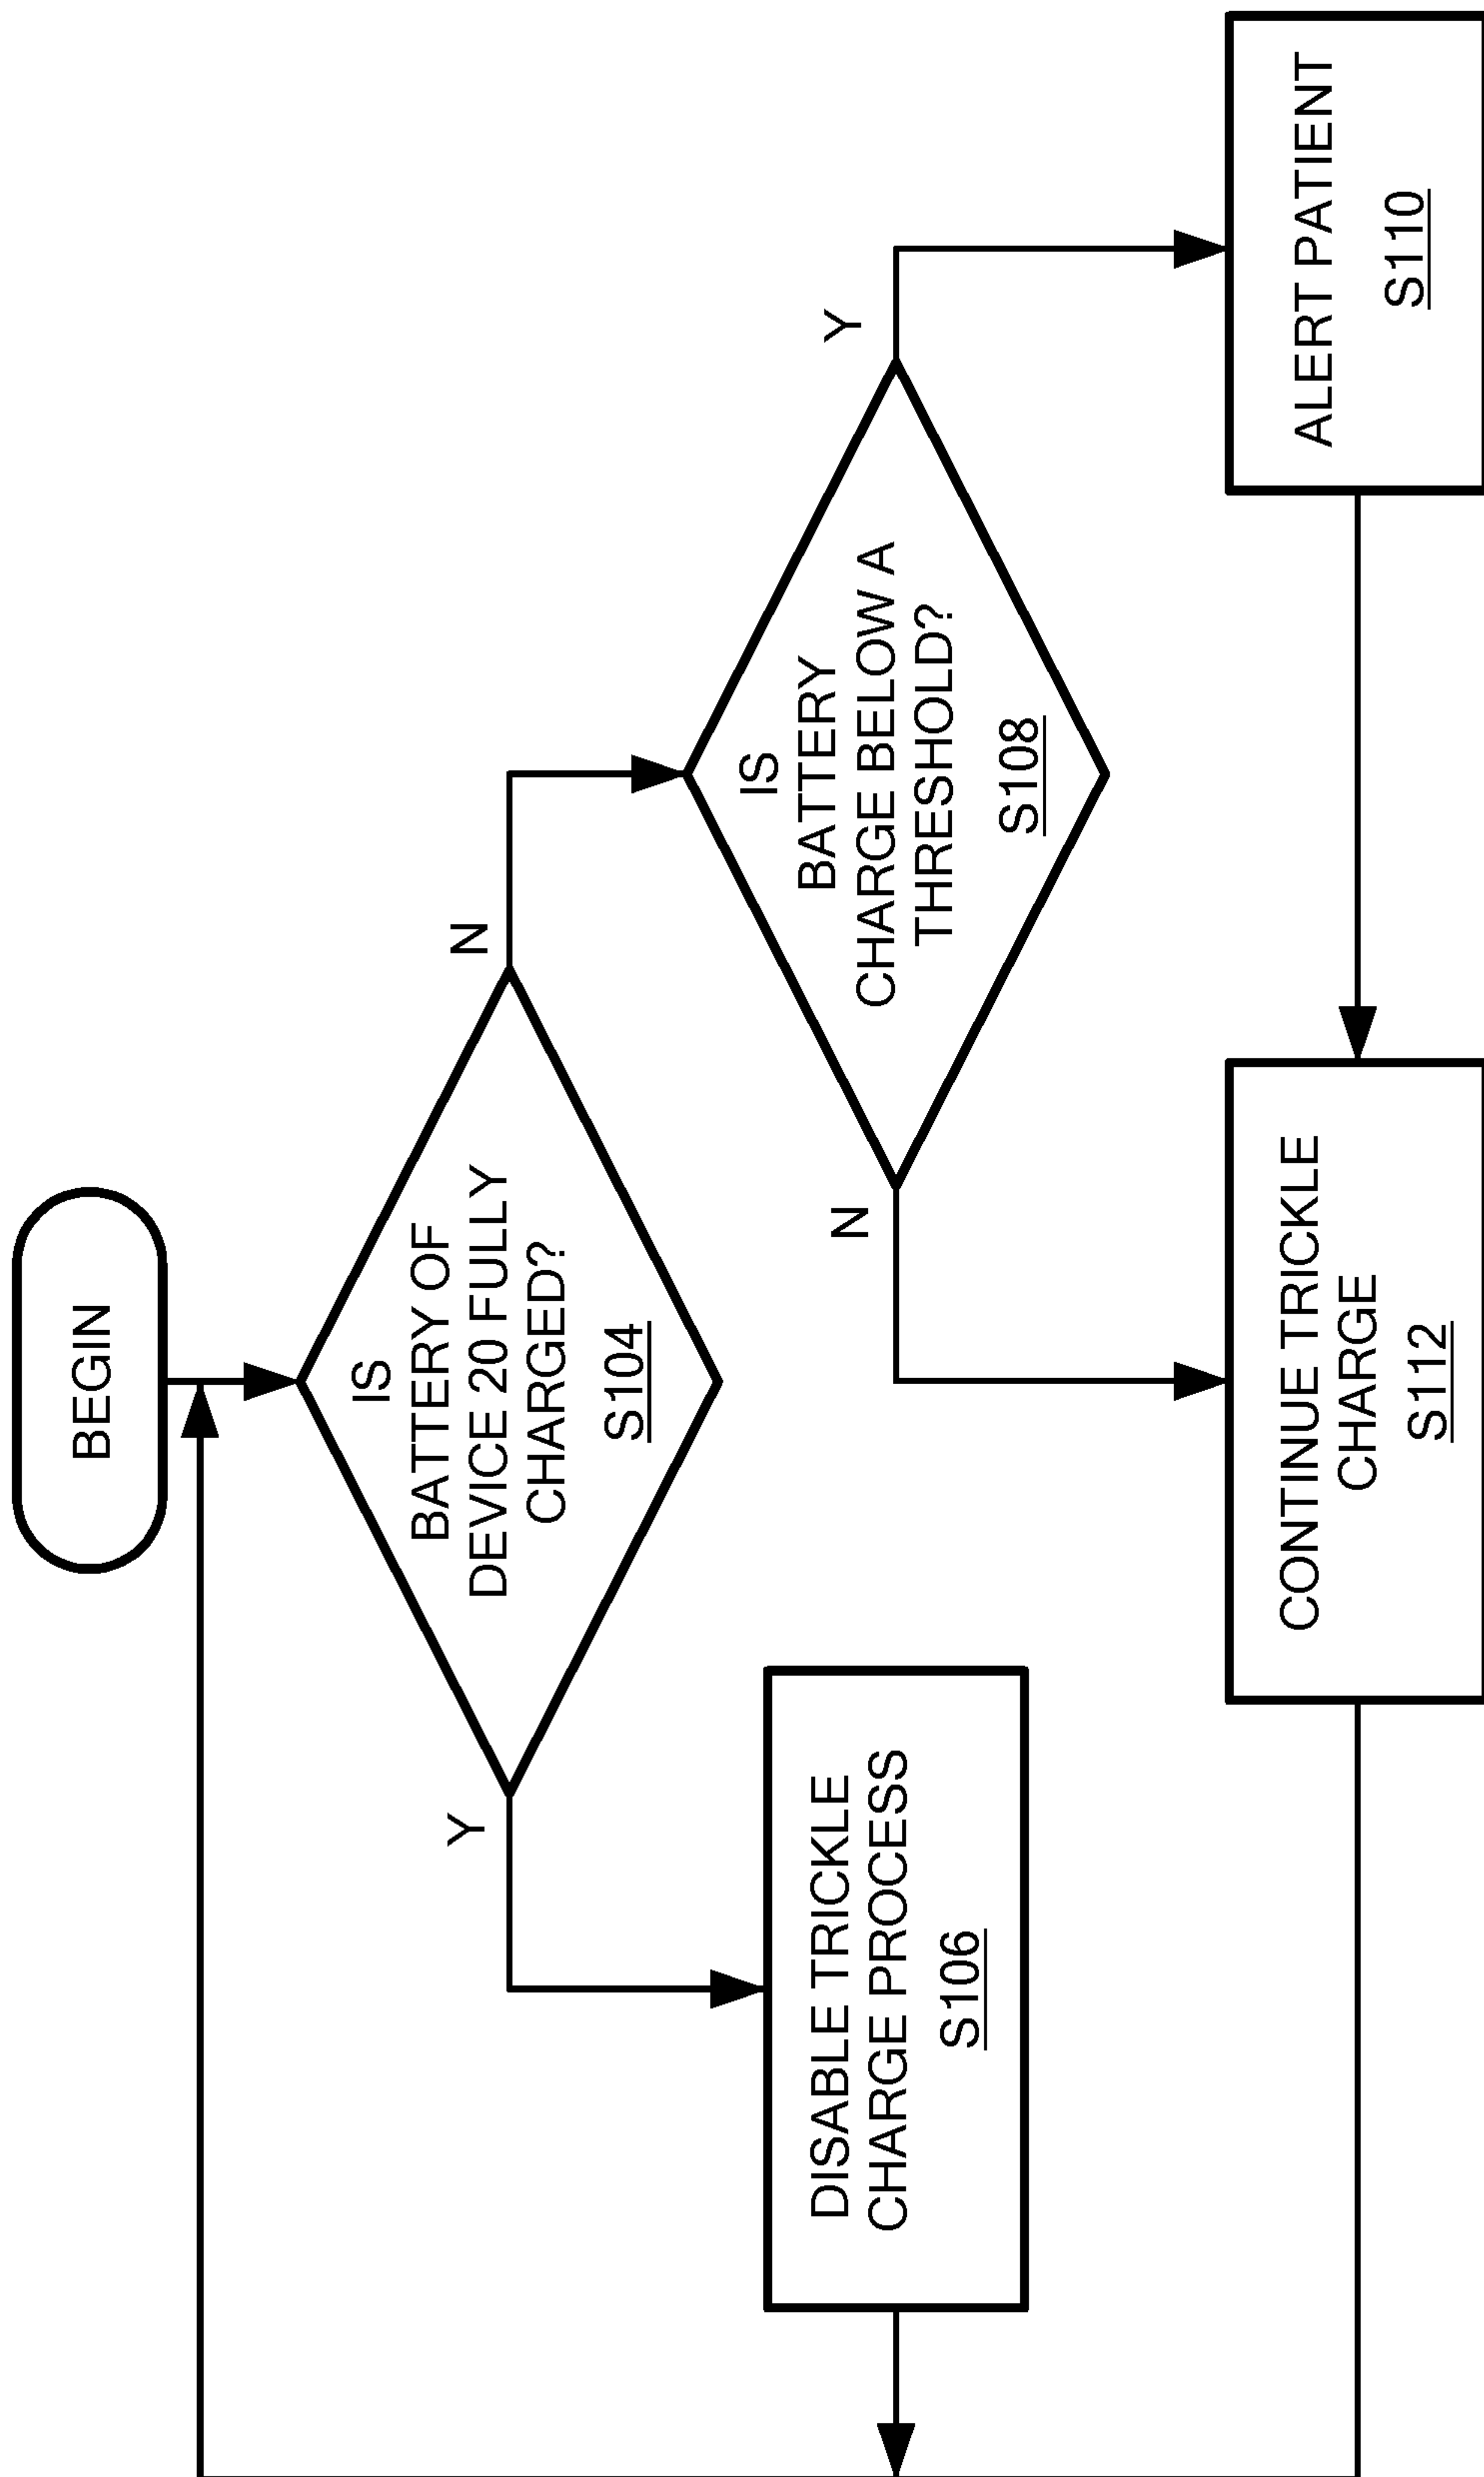 BEGIN
IS
BATTERY OF
DEVICE 20 FULLY
CHARGED?
S104
Y
N
DISABLE TRICKLE
CHARGE PROCESS
S106
IS
BATTERY
CHARGE BELOW A
THRESHOLD?
S108
N
Y
CONTINUE TRICKLE
CHARGE
S112
ALERT PATIENT
S110